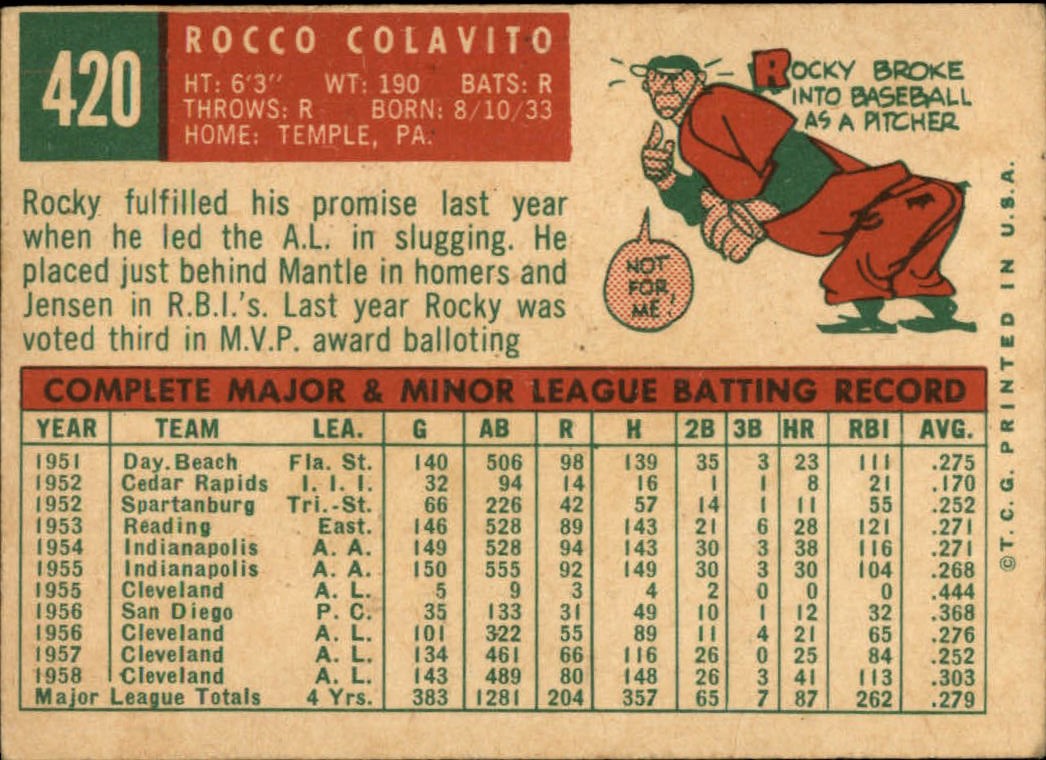 420
ROCCO COLAVITO
HT: 6'3" WT: 190 BATS: R
THROWS: R BORN: 8/10/33
HOME: TEMPLE, PA.
ROCKY BROKE
INTO BASEBALL
AS A PITCHER
NOT
FOR
ME!
Rocky fulfilled his promise last year
when he led the A.L. in slugging. He
placed just behind Mantle in homers and
Jensen in R.B.I.'s. Last year Rocky was
voted third in M.V.P. award balloting
COMPLETE MAJOR & MINOR LEAGUE BATTING RECORD
YEAR TEAM LEA. G AB R H 2B 3B HR RBI AVG.
1951 Day. Beach Fla. St. 140 506 98 139 35 3 23 111 .275
1952 Cedar Rapids I. I. I. 32 94 14 16 1 1 8 21 .170
1952 Spartanburg Tri.-St. 66 226 42 57 14 1 11 55 .252
1953 Reading East. 146 528 89 143 21 6 28 121 .271
1954 Indianapolis A. A. 149 528 94 143 30 3 38 116 .271
1955 Indianapolis A. A. 150 555 92 149 30 3 30 104 .268
1955 Cleveland A. L. 5 9 3 4 2 0 0 0 .444
1956 San Diego P. C. 35 133 31 49 10 1 12 32 .368
1956 Cleveland A. L. 101 322 55 89 11 4 21 65 .276
1957 Cleveland A. L. 134 461 66 116 26 0 25 84 .252
1958 Cleveland A. L. 143 489 80 148 26 3 41 113 .303
Major League Totals 4 Yrs. 383 1281 204 357 65 7 87 262 .279
©T. C. G. PRINTED IN U.S.A.